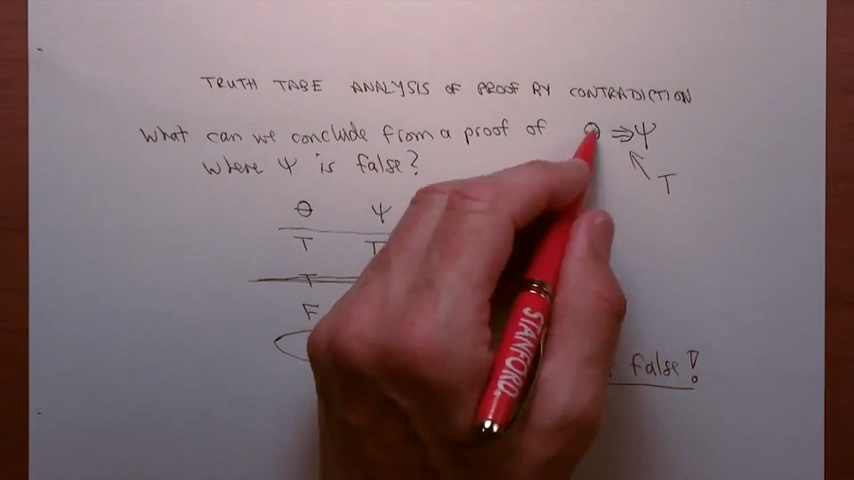 TRUTH TABE ANALYSIS OF PROOF BY CONTRADICTION
What can we conclude from a proof of Θ ⇒ Ψ
where Ψ is false?
T
Θ Ψ
T T
T
F
false!
STANFORD